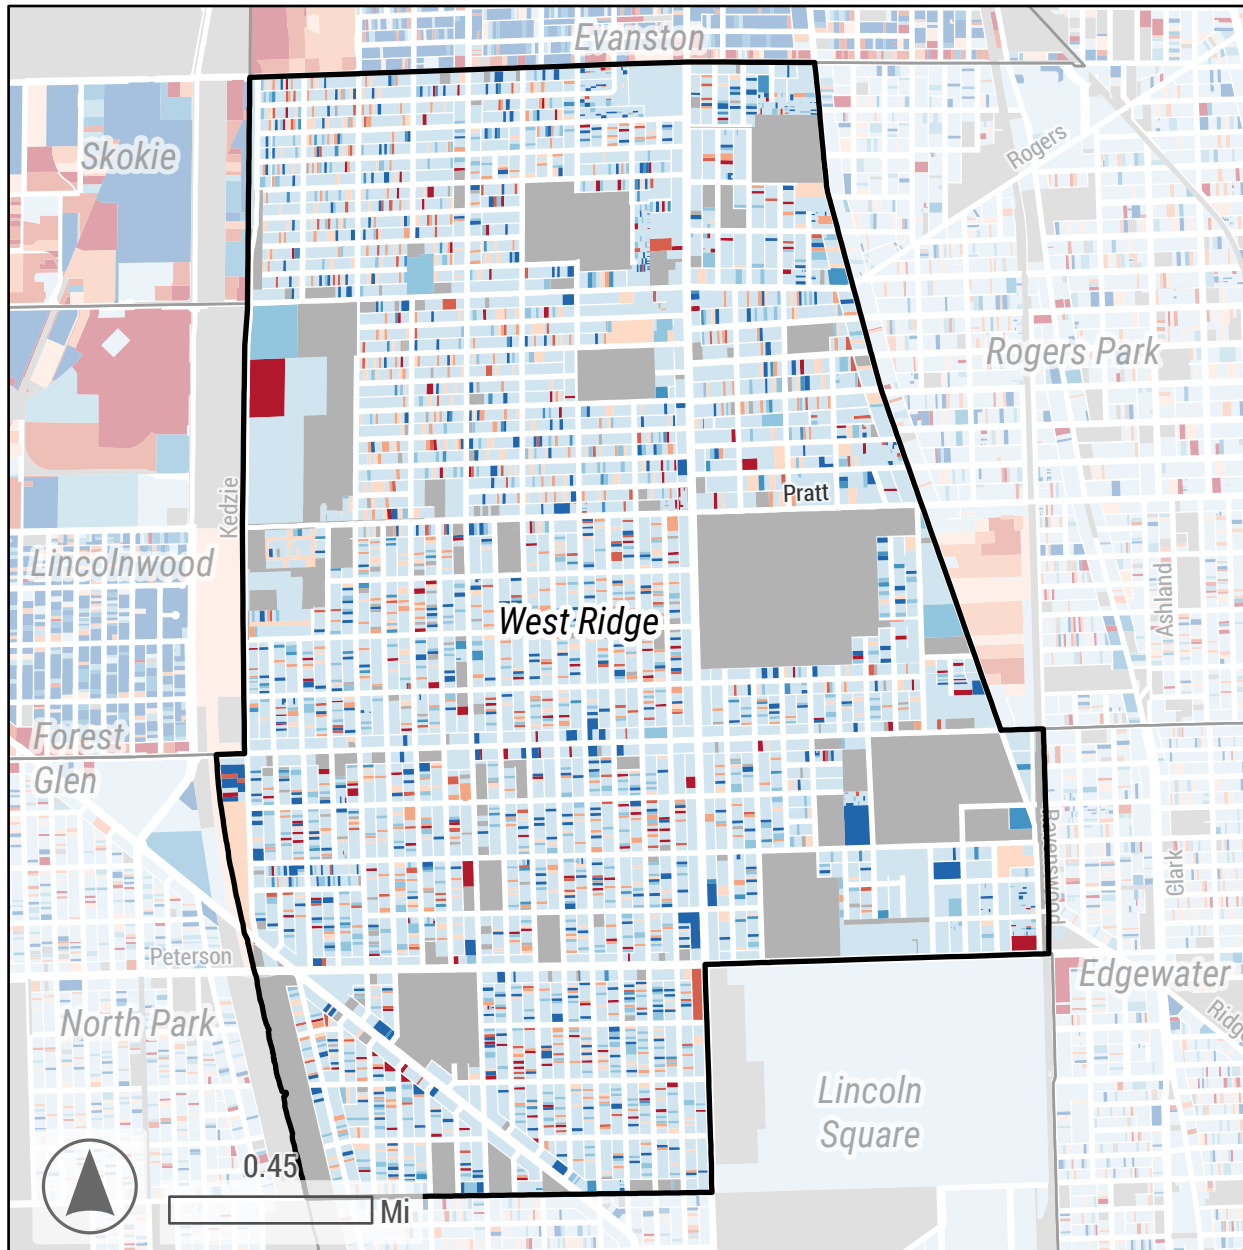 Evanston
Skokie
Rogers
Rogers Park
Kedzie
Pratt
Lincolnwood
Ashland
West Ridge
Forest
Glen
Ravenswood
Clark
Peterson
Edgewater
North Park
Ridge
Lincoln
Square
0.45
Mi